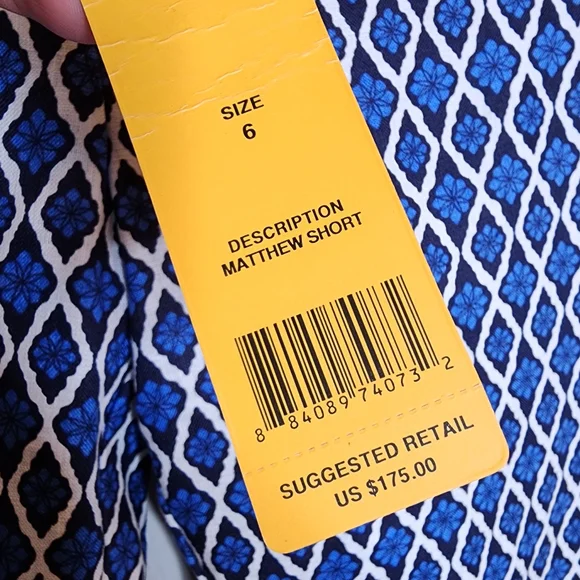 SIZE
6
DESCRIPTION
MATTHEW SHORT
8 84089 74073 2
SUGGESTED RETAIL
US $175.00